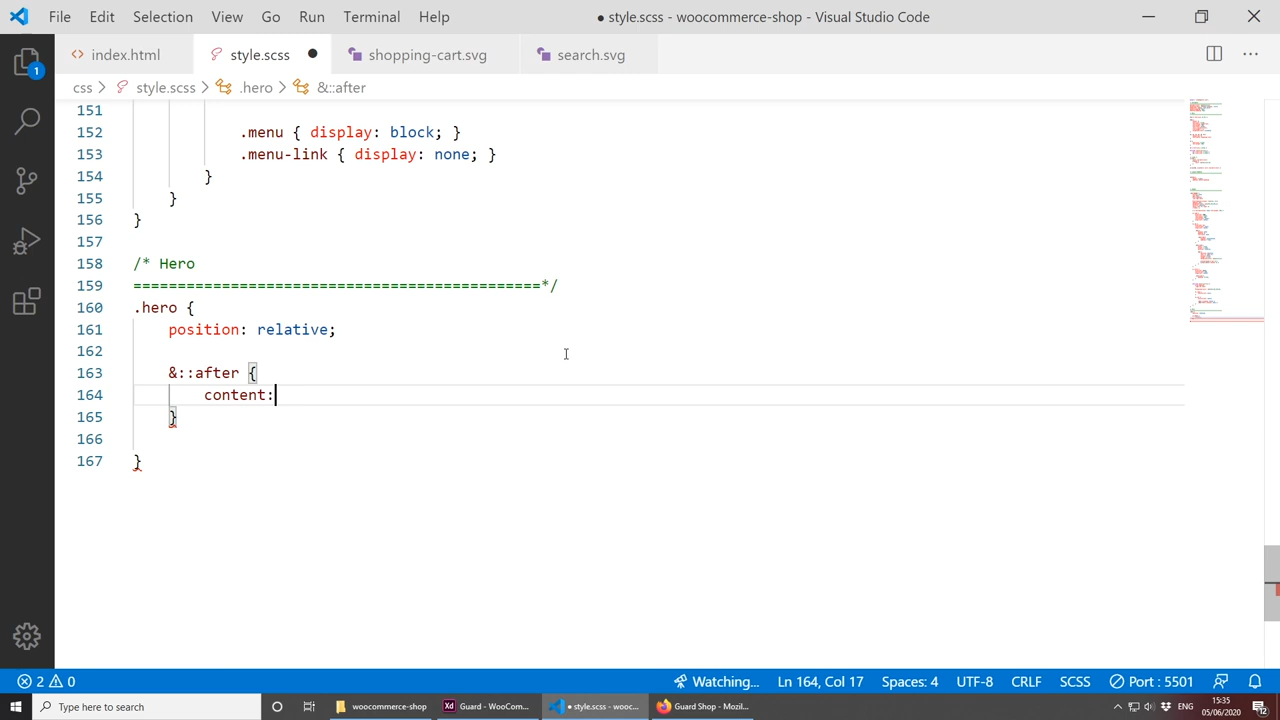 File Edit Selection View Go Run Terminal Help ● style.scss - woocommerce-shop - Visual Studio Code
index.html style.scss shopping-cart.svg search.svg
css style.scss .hero &::after
151
152 .menu { display: block; }
153 .menu-link { display: none; }
154 }
155 }
156 }
157
158 /* Hero
159 ==============================================*/
160 .hero {
161 position: relative;
162
163 &::after {
164 content:
165 }
166
167 }
1
2 0 Watching... Ln 164, Col 17 Spaces: 4 UTF-8 CRLF SCSS Port : 5501
Type here to search woocommerce-shop Guard - WooCom... ● style.scss - wooc... Guard Shop - Mozil... ENG 15:35
05/06/2020 12